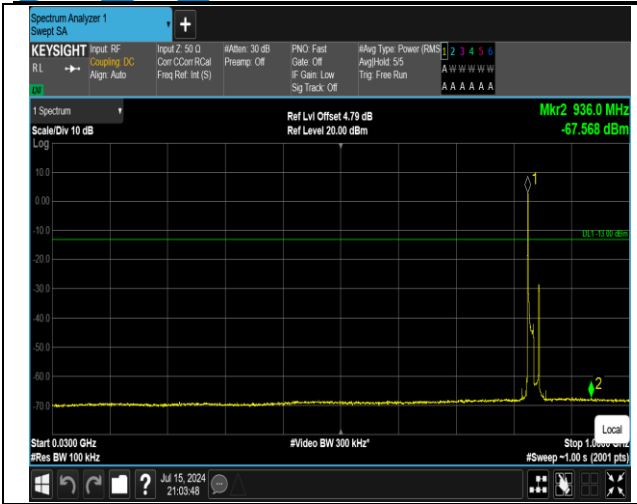 Spectrum Analyzer 1
Swept SA
+
KEYSIGHT
RL
Input: RF
Coupling: DC
Align: Auto
Input Z: 50 Ω
Corr CCorr RCal
Freq Ref: Int (S)
#Atten: 30 dB
Preamp: Off
PNO: Fast
Gate: Off
IF Gain: Low
Sig Track: Off
#Avg Type: Power (RMS
Avg|Hold: 5/5
Trig: Free Run
1 2 3 4 5 6
A W W W W W
A A A A A A
1 Spectrum
Scale/Div 10 dB
Log
Ref Lvl Offset 4.79 dB
Ref Level 20.00 dBm
Mkr2 936.0 MHz
-67.568 dBm
10.0
0.00
-10.0
-20.0
-30.0
-40.0
-50.0
-60.0
-70.0
1
DL1 -13.00 dBm
2
Local
Start 0.0300 GHz
#Res BW 100 kHz
#Video BW 300 kHz*
Stop 1.0000 GHz
#Sweep ~1.00 s (2001 pts)
?
Jul 15, 2024
21:03:48